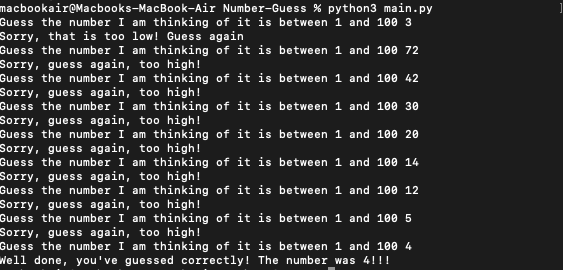 macbookair@Macbooks-MacBook-Air Number-Guess % python3 main.py
Guess the number I am thinking of it is between 1 and 100 3
Sorry, that is too low! Guess again
Guess the number I am thinking of it is between 1 and 100 72
Sorry, guess again, too high!
Guess the number I am thinking of it is between 1 and 100 42
Sorry, guess again, too high!
Guess the number I am thinking of it is between 1 and 100 30
Sorry, guess again, too high!
Guess the number I am thinking of it is between 1 and 100 20
Sorry, guess again, too high!
Guess the number I am thinking of it is between 1 and 100 14
Sorry, guess again, too high!
Guess the number I am thinking of it is between 1 and 100 12
Sorry, guess again, too high!
Guess the number I am thinking of it is between 1 and 100 5
Sorry, guess again, too high!
Guess the number I am thinking of it is between 1 and 100 4
Well done, you've guessed correctly! The number was 4!!!